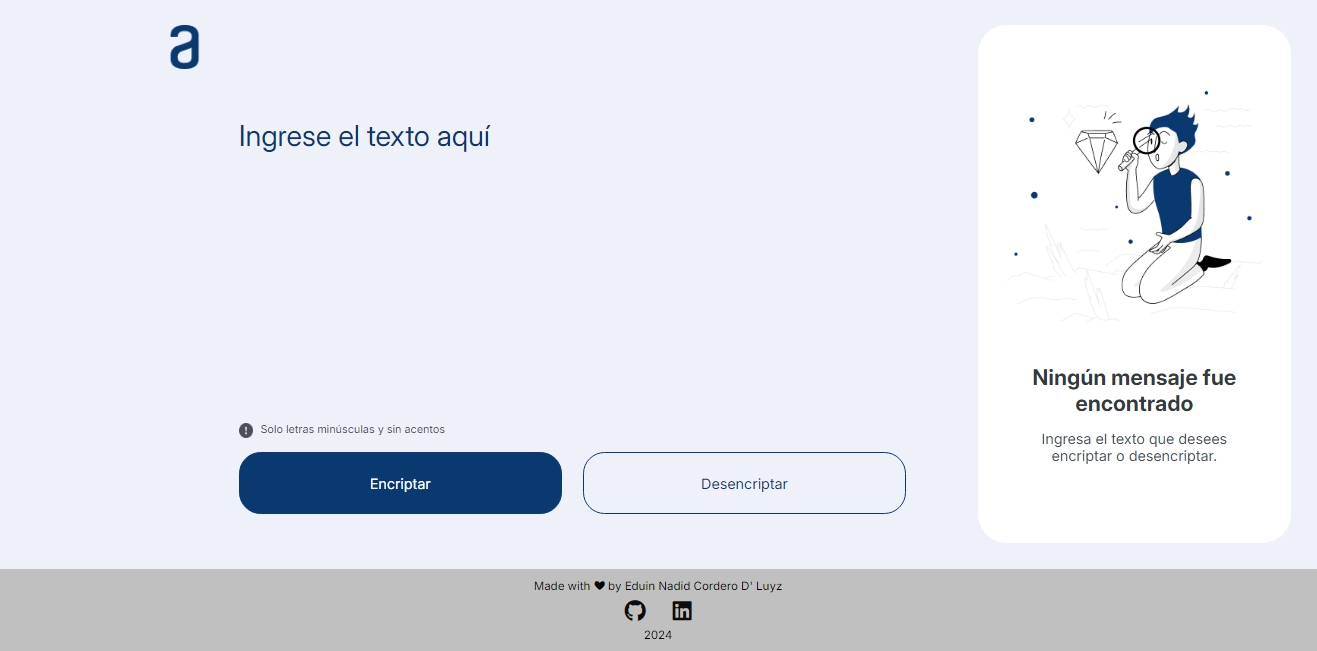 a
Ingrese el texto aquí
Solo letras minúsculas y sin acentos
Encriptar
Desencriptar
Ningún mensaje fue
encontrado
Ingresa el texto que desees
encriptar o desencriptar.
Made with ♥ by Eduin Nadid Cordero D' Luyz
in
2024